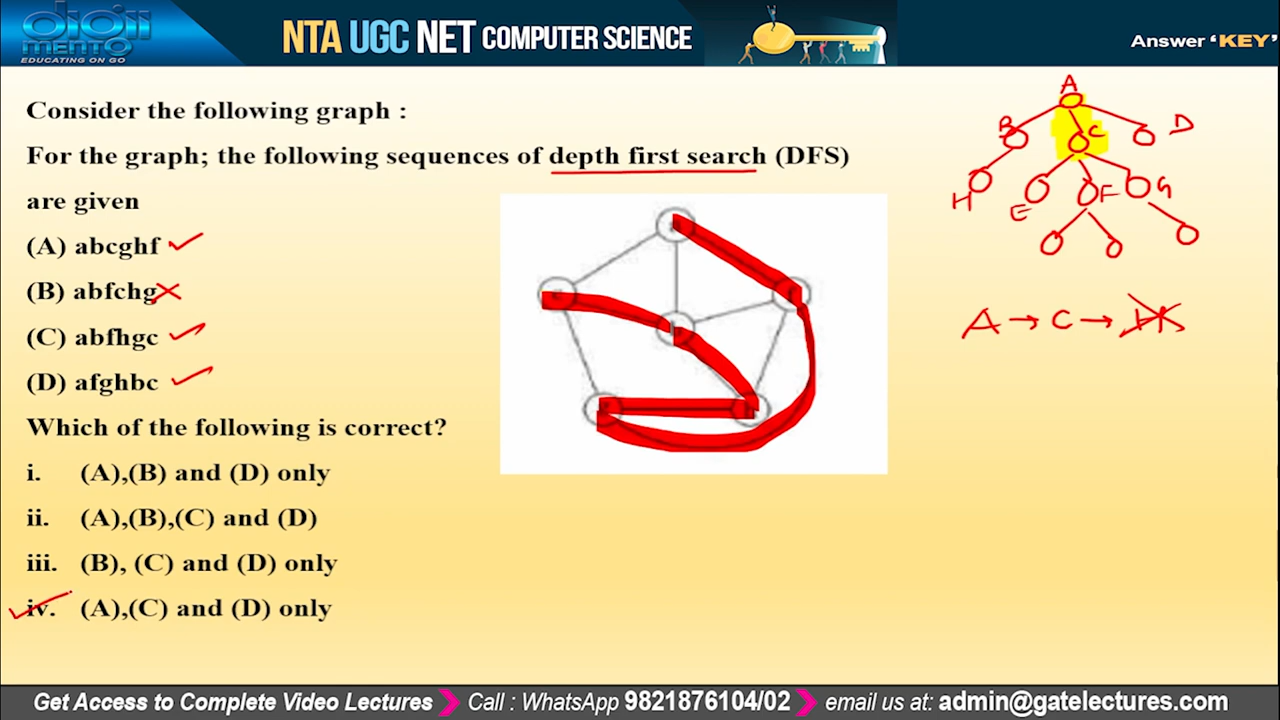 digii
MENTO
EDUCATING ON GO
NTA UGC NET COMPUTER SCIENCE
Answer ‘KEY’
Consider the following graph :
For the graph; the following sequences of depth first search (DFS)
are given
(A) abcghf
(B) abfchg
(C) abfhgc
(D) afghbc
Which of the following is correct?
i. (A),(B) and (D) only
ii. (A),(B),(C) and (D)
iii. (B), (C) and (D) only
iv. (A),(C) and (D) only
A
B C D
H E F G
A → C →
Get Access to Complete Video Lectures Call : WhatsApp 9821876104/02 email us at: admin@gatelectures.com